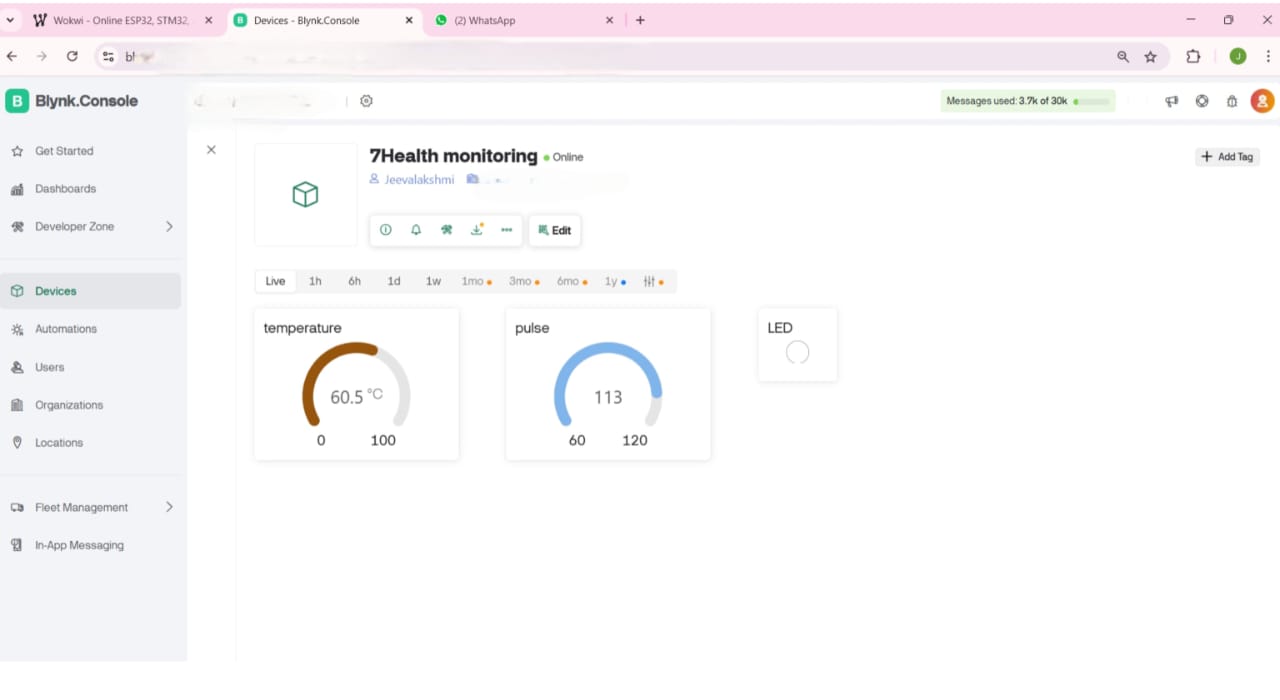 Wokwi - Online ESP32, STM32,
Devices - Blynk.Console
(2) WhatsApp
J
B Blynk.Console
Messages used: 3.7k of 30k
Get Started
Dashboards
Developer Zone
Devices
Automations
Users
Organizations
Locations
Fleet Management
In-App Messaging
7Health monitoring
Online
Jeevalakshmi
Add Tag
Edit
Live 1h 6h 1d 1w 1mo 3mo 6mo 1y
temperature
60.5 °C
0 100
pulse
113
60 120
LED